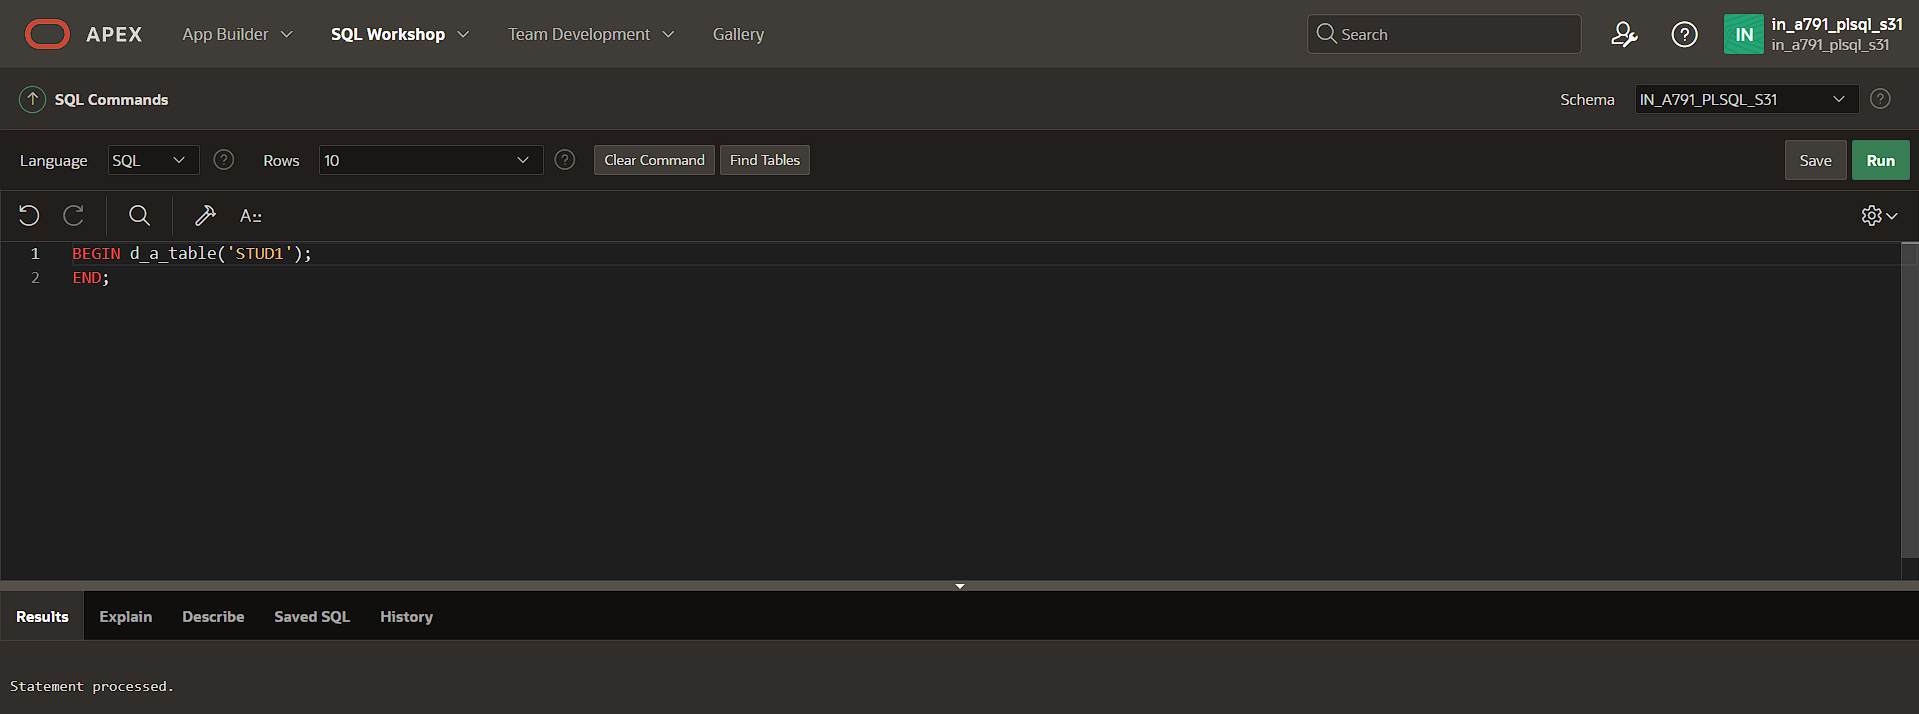 APEX App Builder SQL Workshop Team Development Gallery Search IN in_a791_plsql_s31
in_a791_plsql_s31
SQL Commands Schema IN_A791_PLSQL_S31
Language SQL Rows 10 Clear Command Find Tables Save Run
A::
1 BEGIN d_a_table('STUD1');
2 END;
Results Explain Describe Saved SQL History
Statement processed.